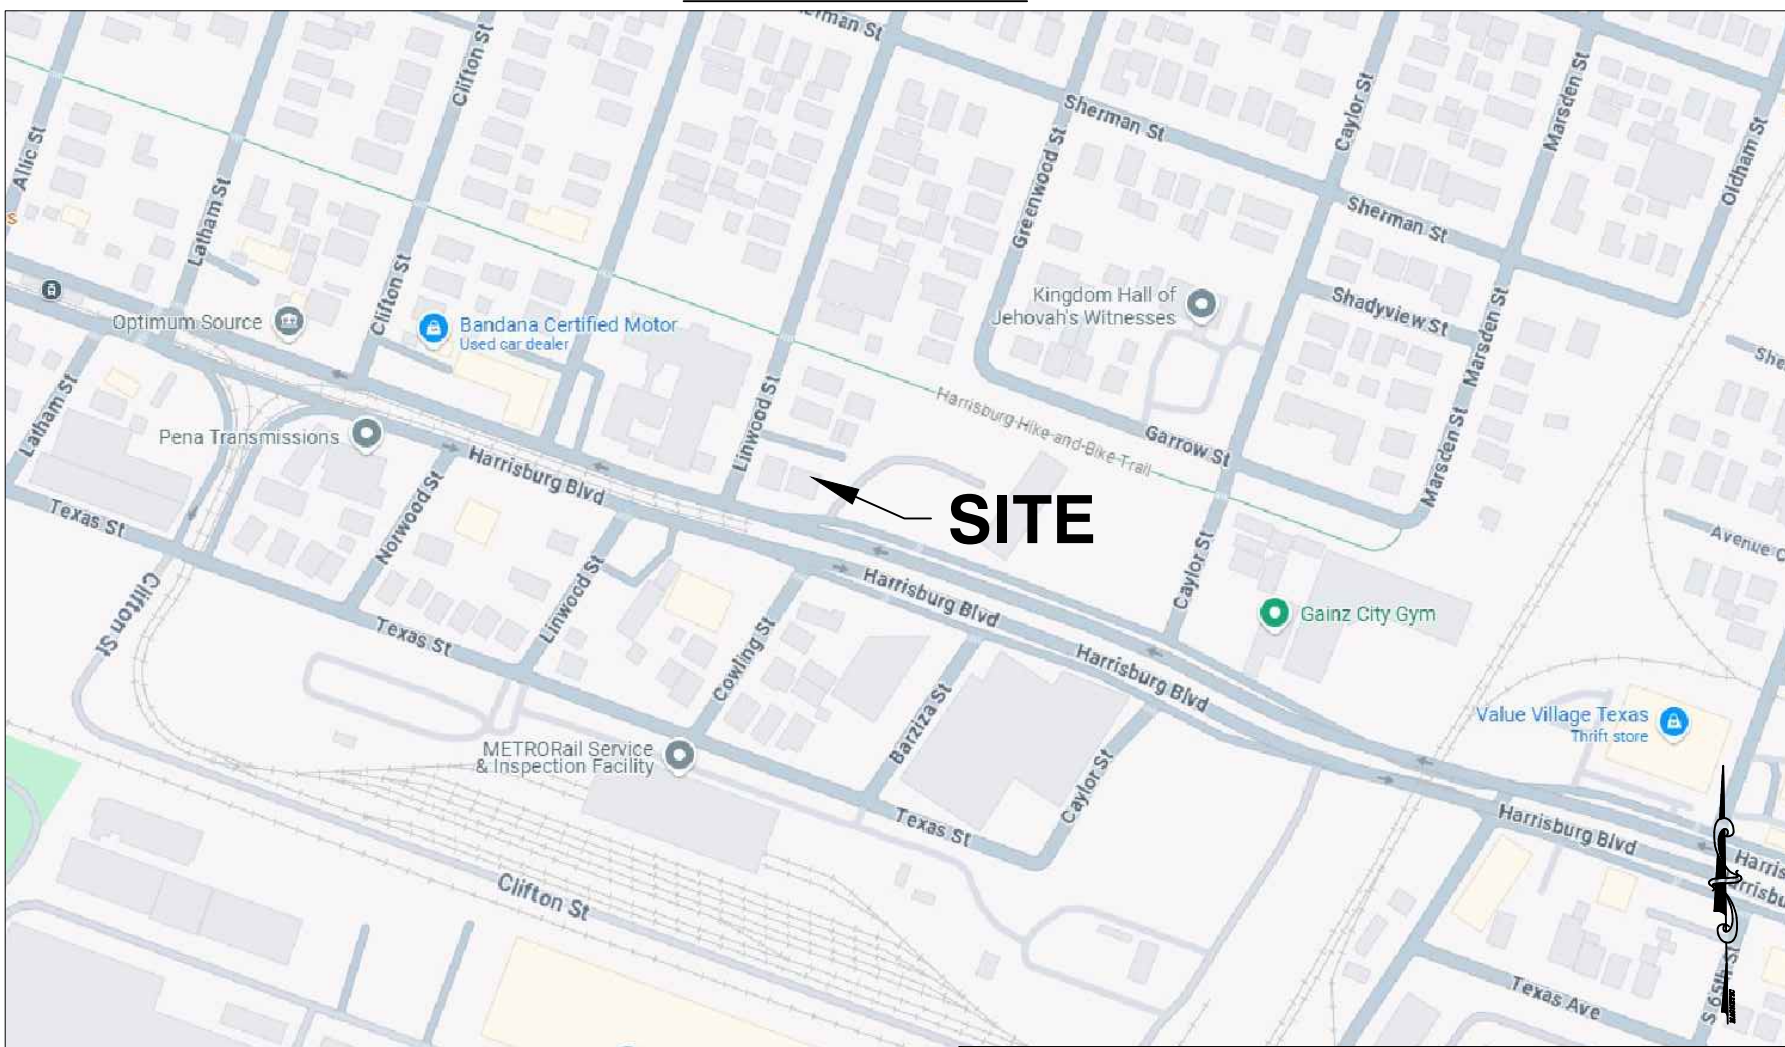 Sherman St
Clifton St
Allic St
Latham St
Clifton St
Greenwood St
Sherman St
Caylor St
Marsden St
Oldham St
Sherman St
Optimum Source
Bandana Certified Motor
Used car dealer
Kingdom Hall of
Jehovah's Witnesses
Shadyview St
Marsden St
Marsden St
Latham St
Pena Transmissions
Harrisburg Blvd
Linwood St
Harrisburg Hike and Bike Trail
Garrow St
Marsden St
SITE
Texas St
Norwood St
Linwood St
Harrisburg Blvd
Caylor St
Gainz City Gym
Clifton St
Texas St
Cowling St
Harrisburg Blvd
Barziza St
Value Village Texas
Thrift store
METRORail Service
& Inspection Facility
Caylor St
Texas St
Harrisburg Blvd
Clifton St
Texas Ave
S 65th St